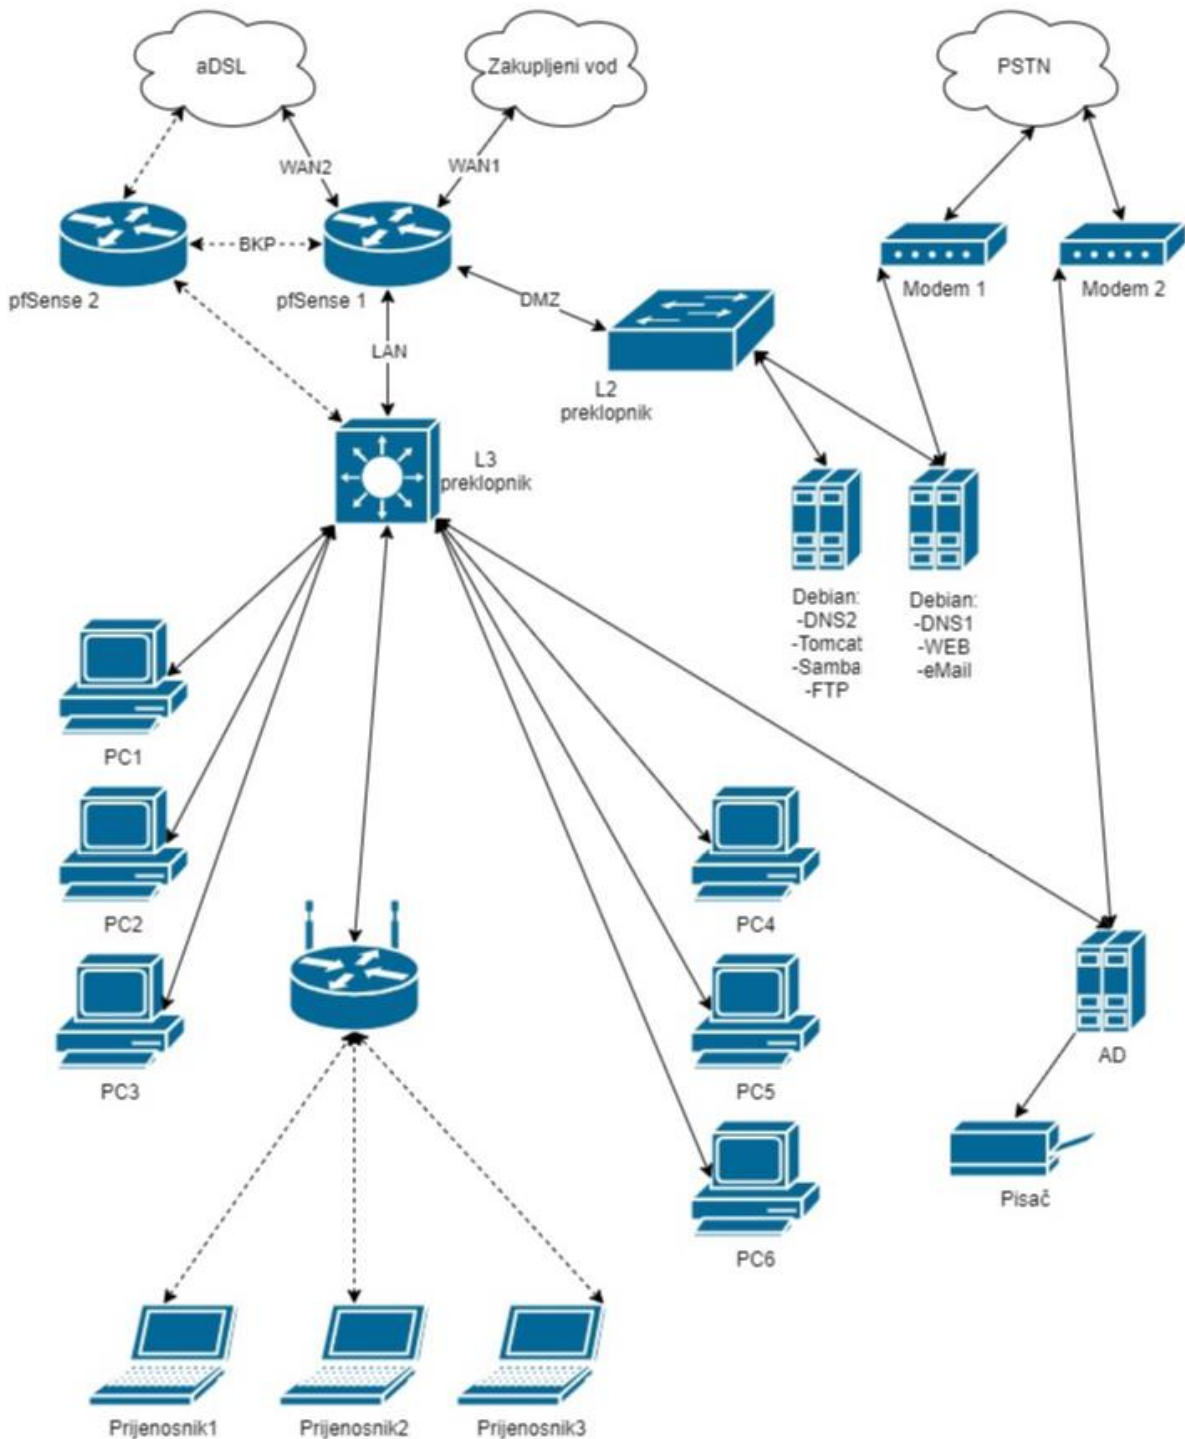 aDSL
Zakupljeni vod
PSTN
WAN2
WAN1
BKP
pfSense 2
pfSense 1
DMZ
Modem 1
Modem 2
LAN
L2
preklopnik
L3
preklopnik
Debian:
-DNS2
-Tomcat
-Samba
-FTP
Debian:
-DNS1
-WEB
-eMail
PC1
PC2
PC4
PC3
PC5
AD
Pisač
PC6
Prijenosnik1
Prijenosnik2
Prijenosnik3